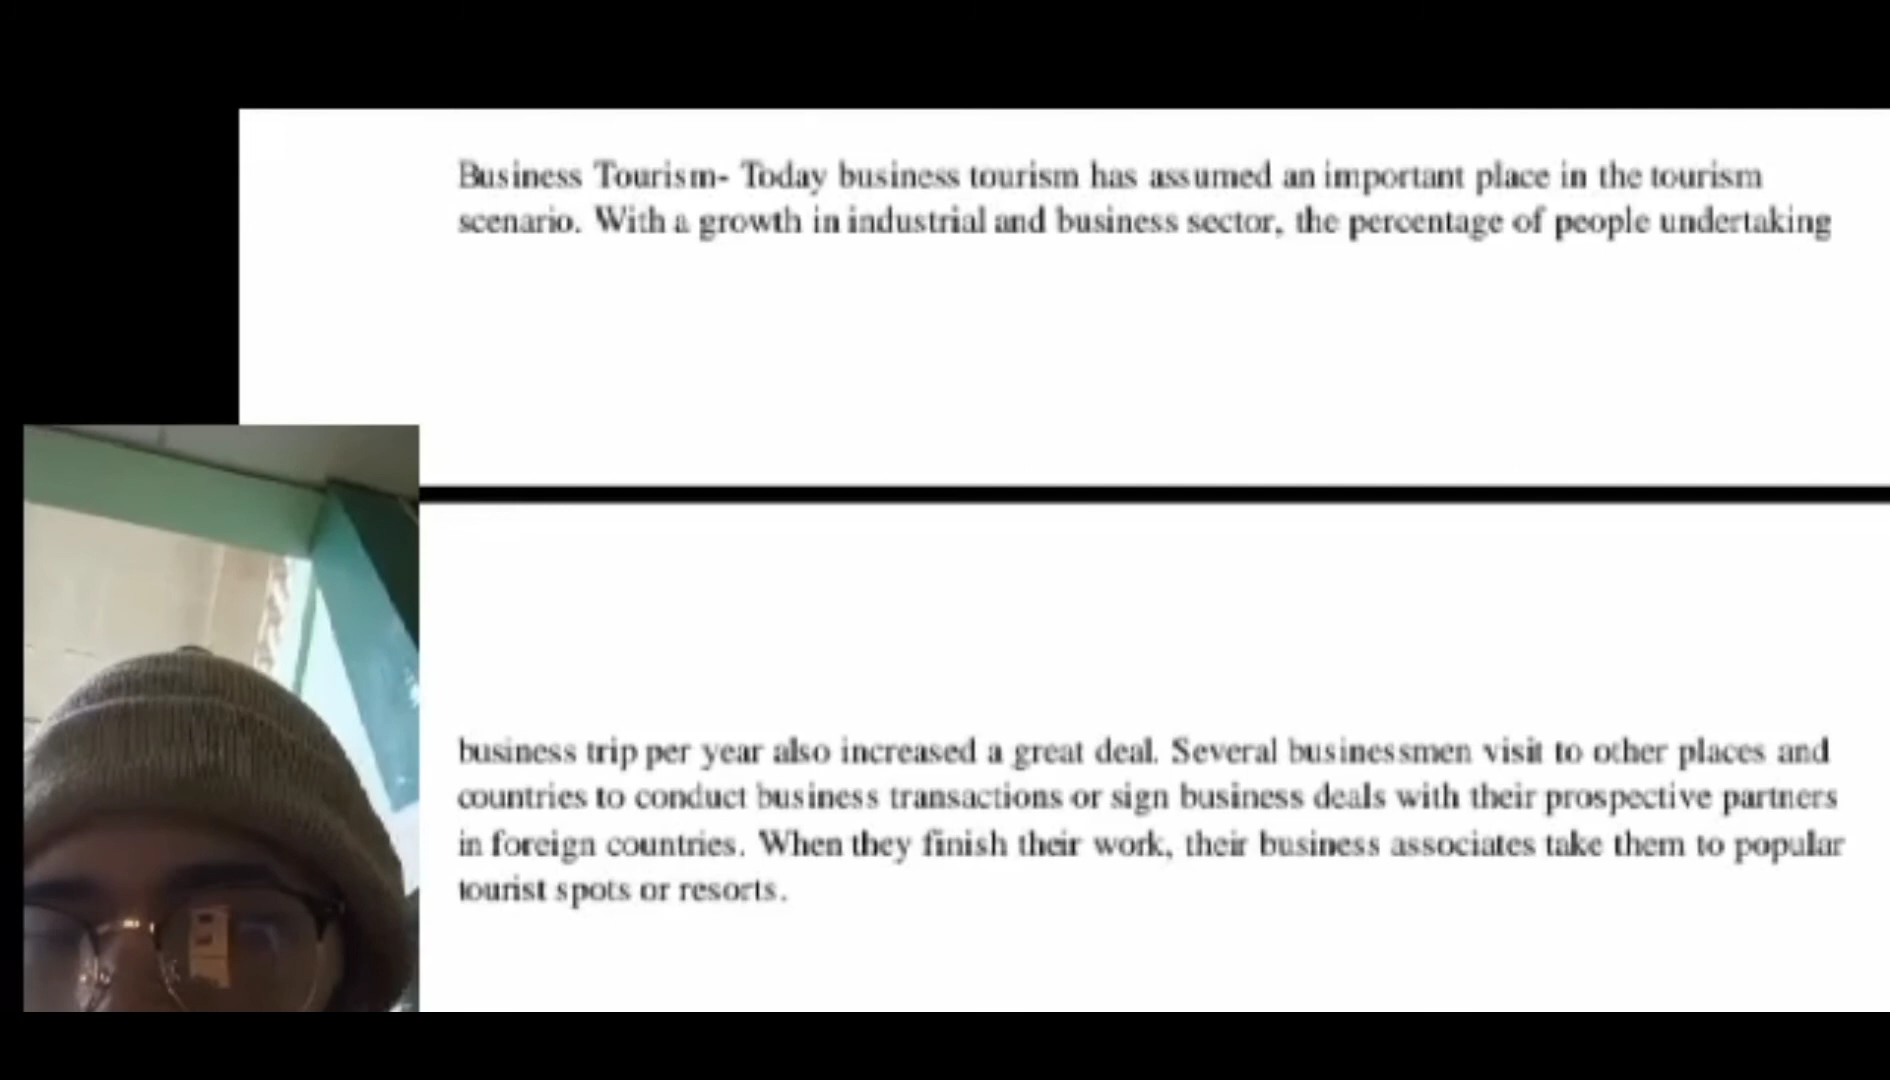 Business Tourism- Today business tourism has assumed an important place in the tourism
scenario. With a growth in industrial and business sector, the percentage of people undertaking
business trip per year also increased a great deal. Several businessmen visit to other places and
countries to conduct business transactions or sign business deals with their prospective partners
in foreign countries. When they finish their work, their business associates take them to popular
tourist spots or resorts.